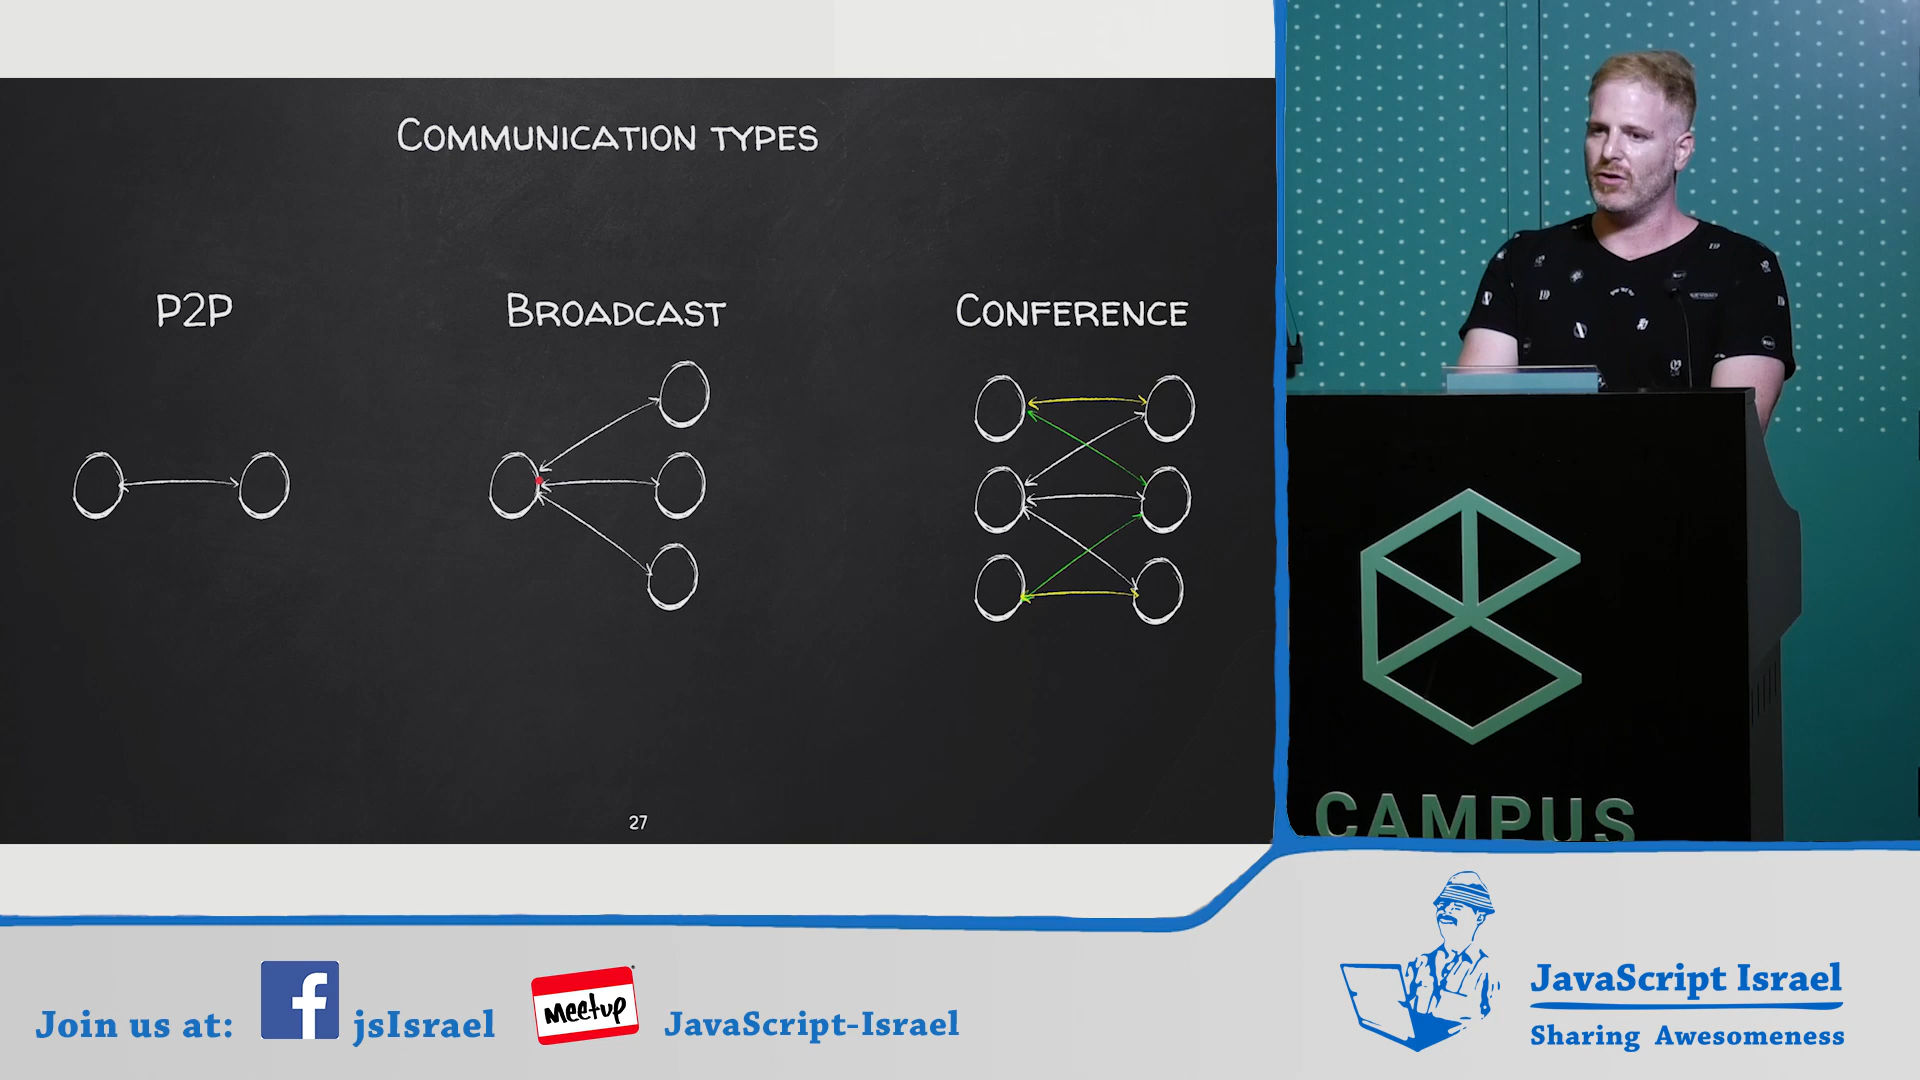 Communication types
P2P
Broadcast
Conference
27
CAMPUS
Join us at:
f
jsIsrael
Meetup
JavaScript-Israel
JavaScript Israel
Sharing Awesomeness